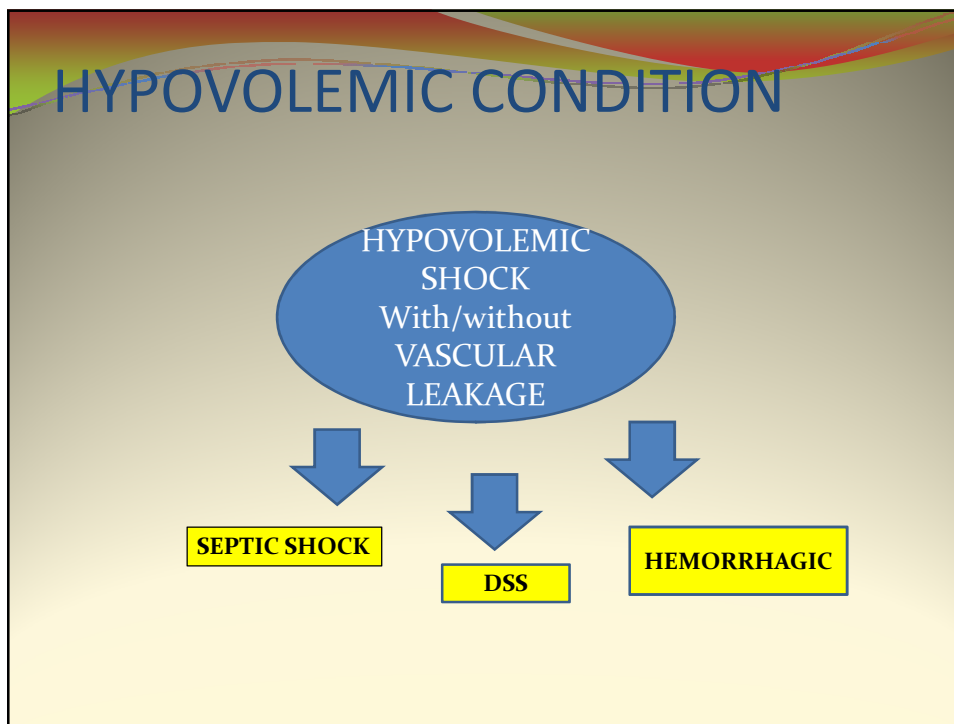 HYPOVOLEMIC CONDITION
HYPOVOLEMIC
SHOCK
With/without
VASCULAR
LEAKAGE
SEPTIC SHOCK
DSS
HEMORRHAGIC